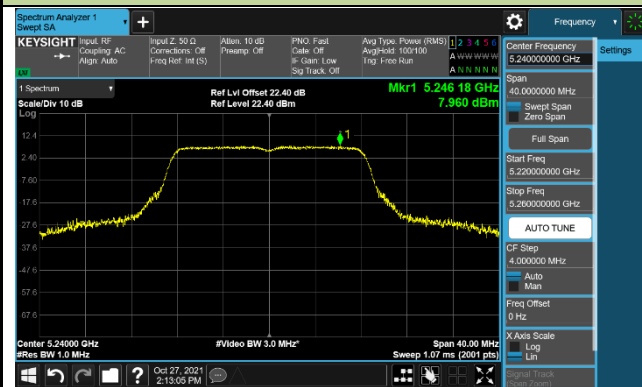 Spectrum Analyzer 1
Swept SA
Frequency
KEYSIGHT
Input: RF
Coupling: AC
Align: Auto
Input Z: 50 Ω
Corrections: Off
Freq Ref: Int (S)
Atten: 10 dB
Preamp: Off
PNO: Fast
Gate: Off
IF Gain: Low
Sig Track: Off
Avg Type: Power (RMS)
Avg|Hold: 100/100
Trig: Free Run
1 2 3 4 5 6
A W W W W W
A N N N N N
1 Spectrum
Scale/Div 10 dB
Log
Ref Lvl Offset 22.40 dB
Ref Level 22.40 dBm
Mkr1 5.246 18 GHz
7.960 dBm
1
12.4
2.40
-7.60
-17.6
-27.6
-37.6
-47.6
-57.6
-67.6
Center 5.24000 GHz
#Res BW 1.0 MHz
#Video BW 3.0 MHz*
Span 40.00 MHz
Sweep 1.07 ms (2001 pts)
Oct 27, 2021
2:13:05 PM
Center Frequency
5.240000000 GHz
Settings
Span
40.0000000 MHz
Swept Span
Zero Span
Full Span
Start Freq
5.220000000 GHz
Stop Freq
5.260000000 GHz
AUTO TUNE
CF Step
4.000000 MHz
Auto
Man
Freq Offset
0 Hz
X Axis Scale
Log
Lin
Signal Track
(Span Zoom)